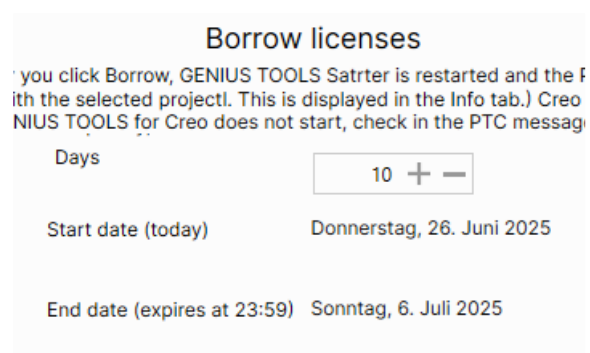 Borrow licenses
you click Borrow, GENIUS TOOLS Satrter is restarted and the
ith the selected projectl. This is displayed in the Info tab.) Creo
NIUS TOOLS for Creo does not start, check in the PTC messag
Days 10
Start date (today) Donnerstag, 26. Juni 2025
End date (expires at 23:59) Sonntag, 6. Juli 2025